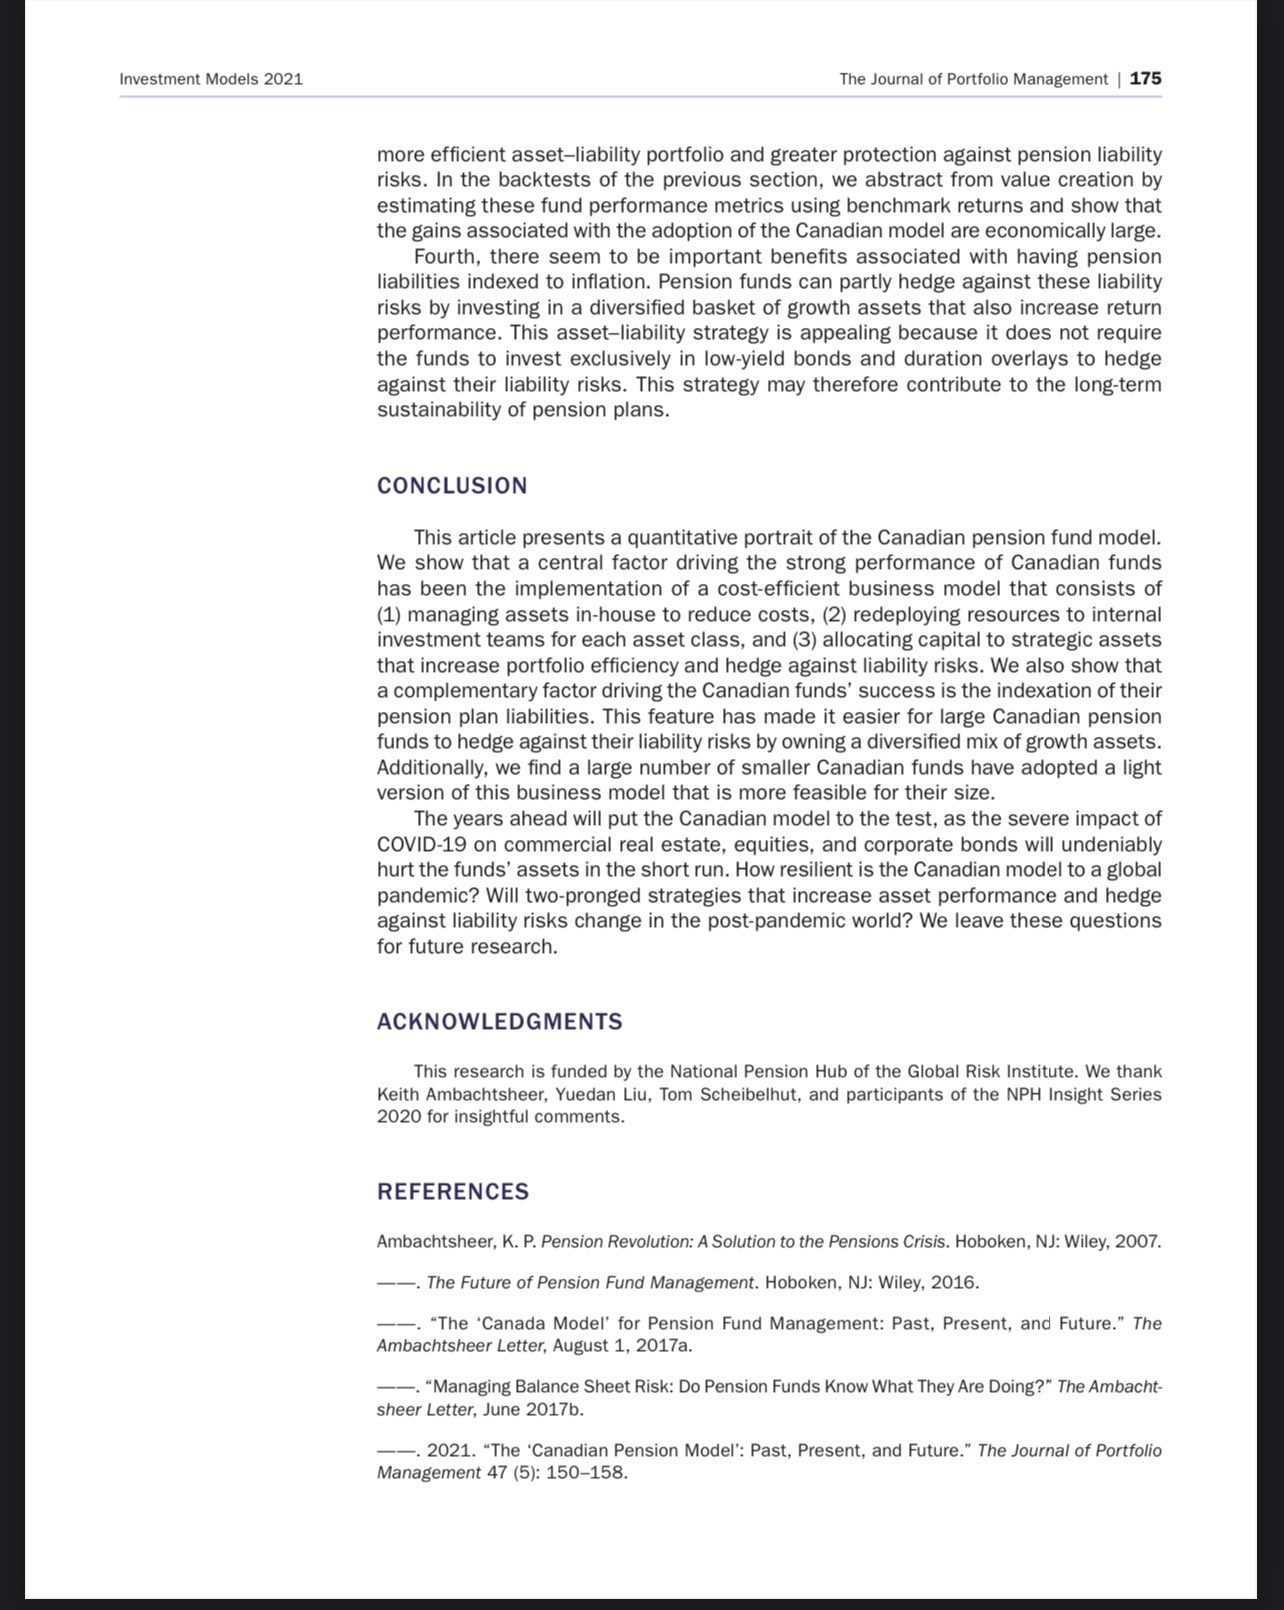 Investment Models 2021
The Journal of Portfolio Management | 175
more efficient asset–liability portfolio and greater protection against pension liability
risks. In the backtests of the previous section, we abstract from value creation by
estimating these fund performance metrics using benchmark returns and show that
the gains associated with the adoption of the Canadian model are economically large.
Fourth, there seem to be important benefits associated with having pension
liabilities indexed to inflation. Pension funds can partly hedge against these liability
risks by investing in a diversified basket of growth assets that also increase return
performance. This asset–liability strategy is appealing because it does not require
the funds to invest exclusively in low-yield bonds and duration overlays to hedge
against their liability risks. This strategy may therefore contribute to the long-term
sustainability of pension plans.
CONCLUSION
This article presents a quantitative portrait of the Canadian pension fund model.
We show that a central factor driving the strong performance of Canadian funds
has been the implementation of a cost-efficient business model that consists of
(1) managing assets in-house to reduce costs, (2) redeploying resources to internal
investment teams for each asset class, and (3) allocating capital to strategic assets
that increase portfolio efficiency and hedge against liability risks. We also show that
a complementary factor driving the Canadian funds’ success is the indexation of their
pension plan liabilities. This feature has made it easier for large Canadian pension
funds to hedge against their liability risks by owning a diversified mix of growth assets.
Additionally, we find a large number of smaller Canadian funds have adopted a light
version of this business model that is more feasible for their size.
The years ahead will put the Canadian model to the test, as the severe impact of
COVID-19 on commercial real estate, equities, and corporate bonds will undeniably
hurt the funds’ assets in the short run. How resilient is the Canadian model to a global
pandemic? Will two-pronged strategies that increase asset performance and hedge
against liability risks change in the post-pandemic world? We leave these questions
for future research.
ACKNOWLEDGMENTS
This research is funded by the National Pension Hub of the Global Risk Institute. We thank
Keith Ambachtsheer, Yuedan Liu, Tom Scheibelhut, and participants of the NPH Insight Series
2020 for insightful comments.
REFERENCES
Ambachtsheer, K. P. Pension Revolution: A Solution to the Pensions Crisis. Hoboken, NJ: Wiley, 2007.
——. The Future of Pension Fund Management. Hoboken, NJ: Wiley, 2016.
——. “The ‘Canada Model’ for Pension Fund Management: Past, Present, and Future.” The
Ambachtsheer Letter, August 1, 2017a.
——. “Managing Balance Sheet Risk: Do Pension Funds Know What They Are Doing?” The Ambacht-
sheer Letter, June 2017b.
——. 2021. “The ‘Canadian Pension Model’: Past, Present, and Future.” The Journal of Portfolio
Management 47 (5): 150–158.